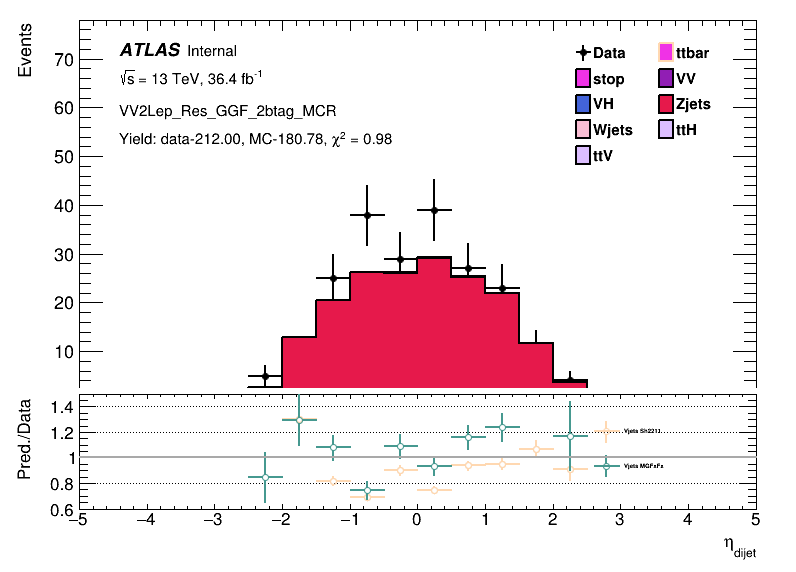 Events
70
60
50
40
30
20
10
ATLAS Internal
√s = 13 TeV, 36.4 fb⁻¹
VV2Lep_Res_GGF_2btag_MCR
Yield: data-212.00, MC-180.78, χ² = 0.98
Data ttbar
stop VV
VH Zjets
Wjets ttH
ttV
Pred./Data
1.4
1.2
1
0.8
0.6
Vjets Sh2211
Vjets MGFxFx
−5 −4 −3 −2 −1 0 1 2 3 4 5
η_dijet